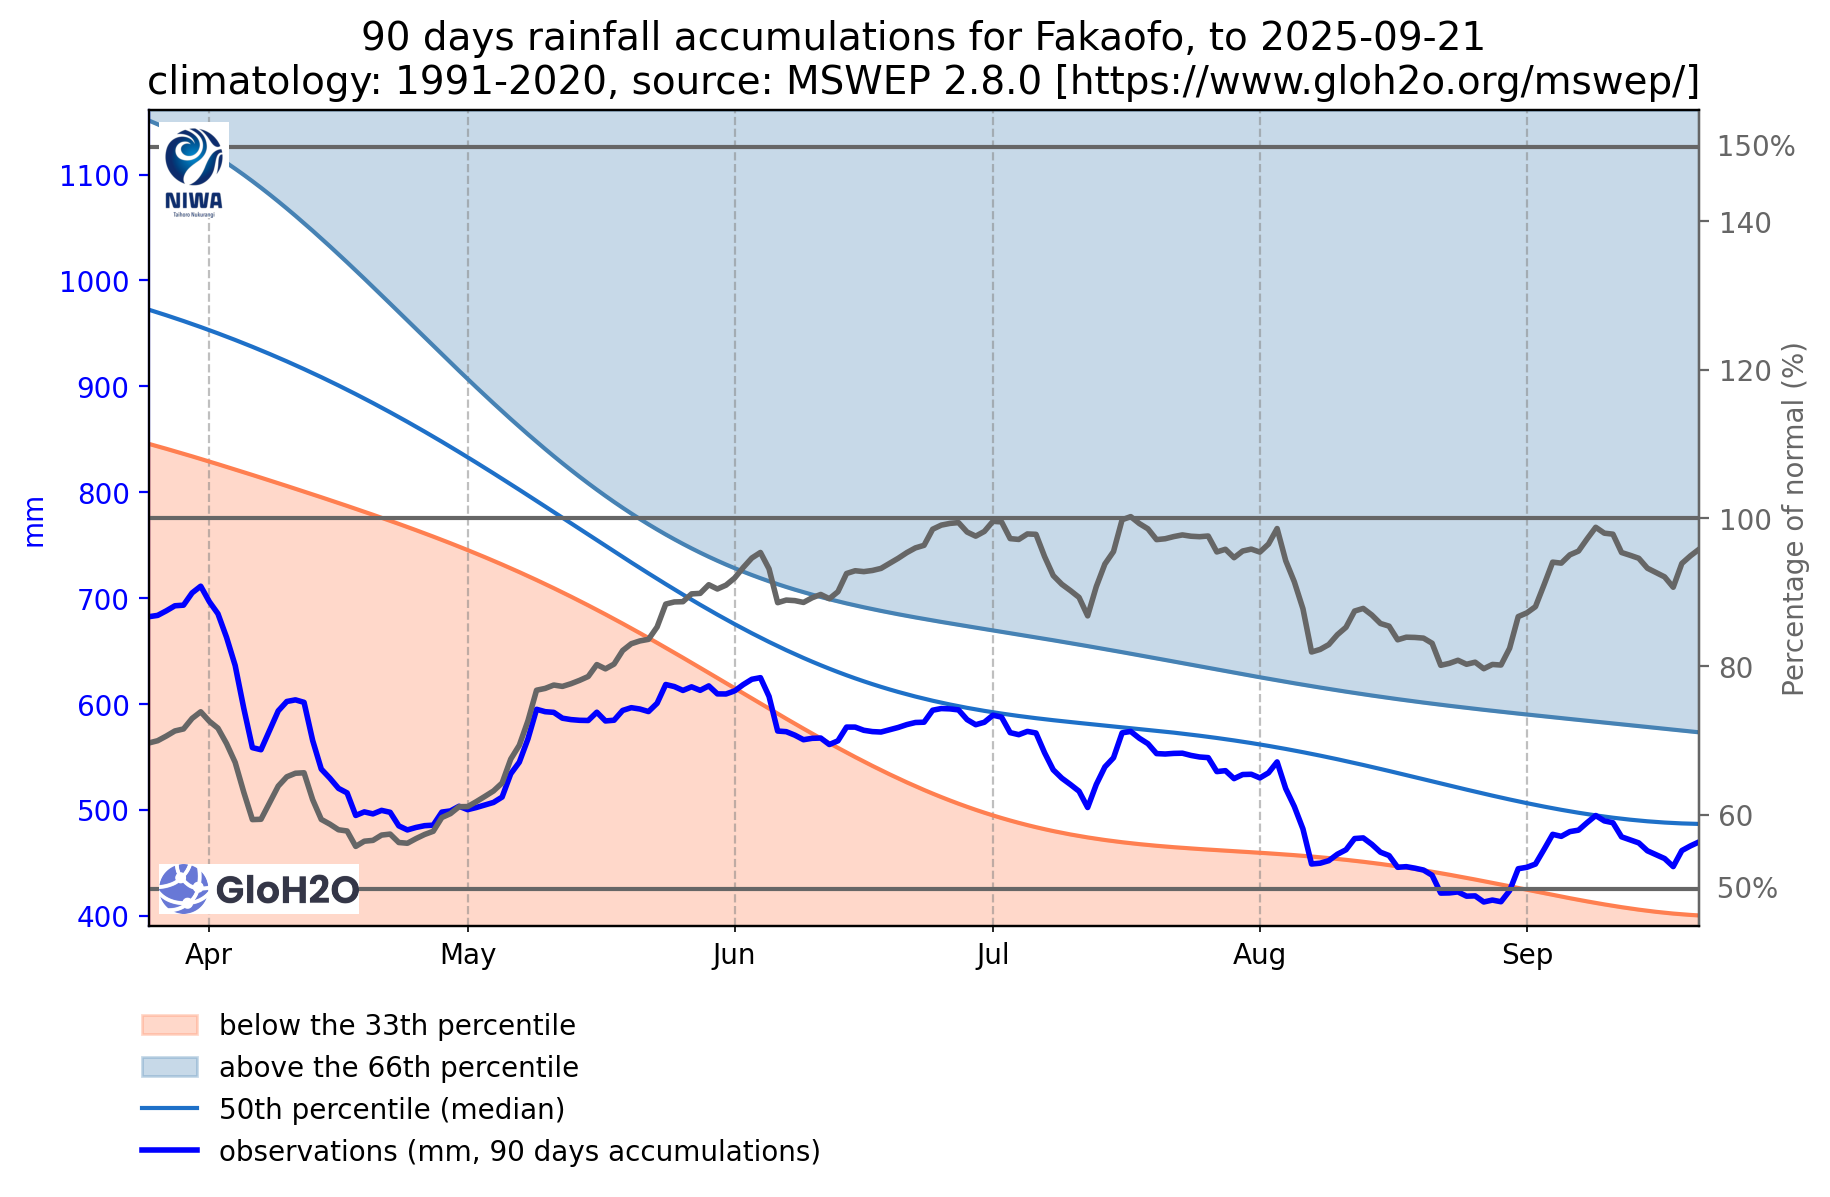 90 days rainfall accumulations for Fakaofo, to 2025-09-21
climatology: 1991-2020, source: MSWEP 2.8.0 [https://www.gloh2o.org/mswep/]
NIWA
Taihoro Nukurangi
1100
1000
900
800
700
600
500
400
mm
150%
140
120
100
80
60
50%
Percentage of normal (%)
GloH2O
Apr
May
Jun
Jul
Aug
Sep
below the 33th percentile
above the 66th percentile
50th percentile (median)
observations (mm, 90 days accumulations)